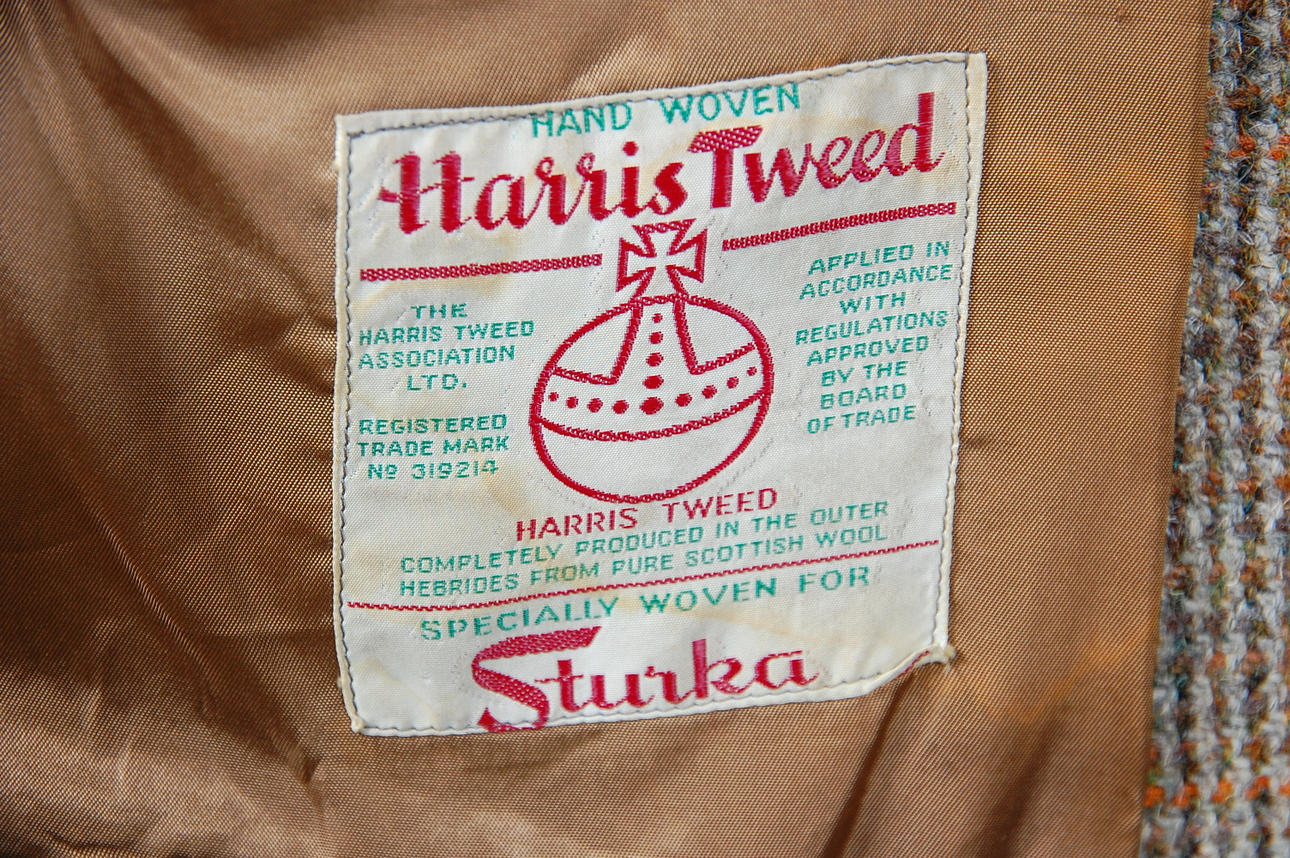 HAND WOVEN
Harris Tweed
THE
HARRIS TWEED
ASSOCIATION
LTD.
REGISTERED
TRADE MARK
Nº 319214
APPLIED IN
ACCORDANCE
WITH
REGULATIONS
APPROVED
BY THE
BOARD
OF TRADE
HARRIS TWEED
COMPLETELY PRODUCED IN THE OUTER
HEBRIDES FROM PURE SCOTTISH WOOL
SPECIALLY WOVEN FOR
Sturka